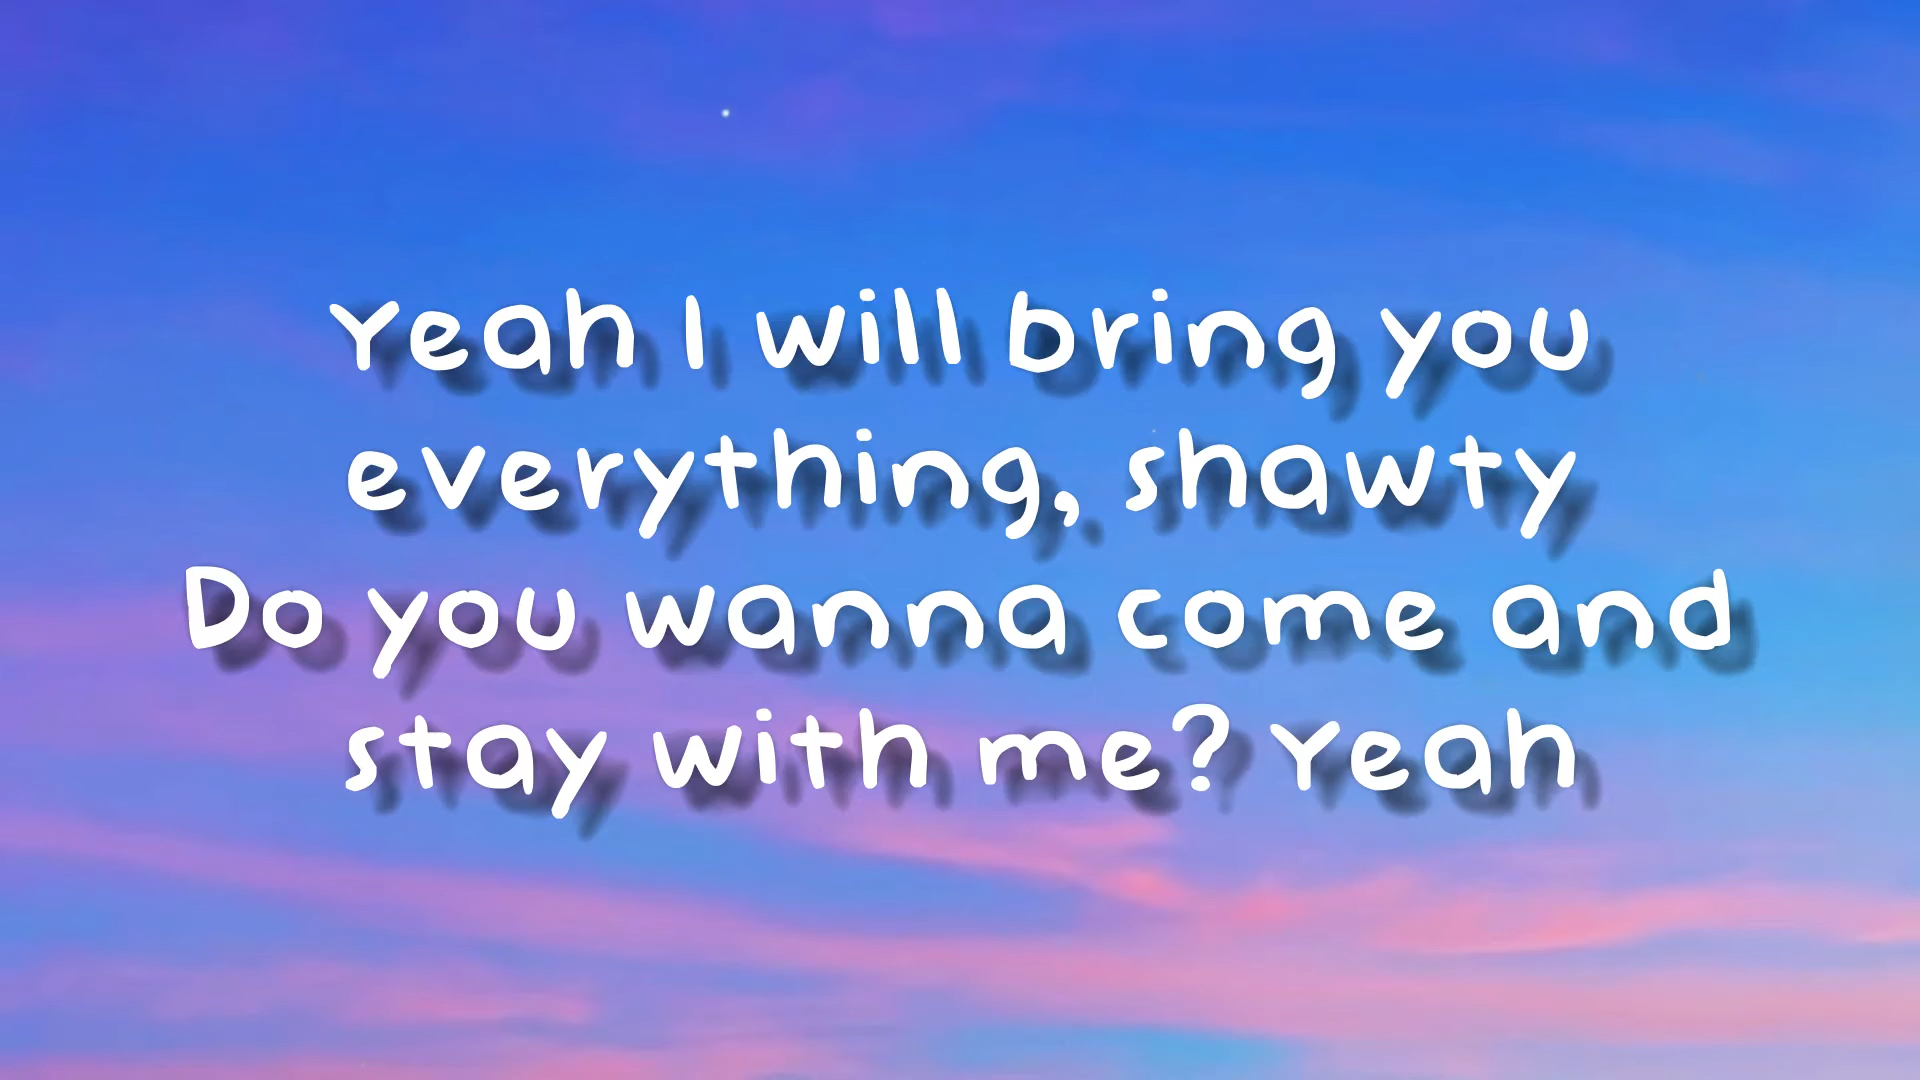 Yeah I will bring you
everything, shawty
Do you wanna come and
stay with me? Yeah